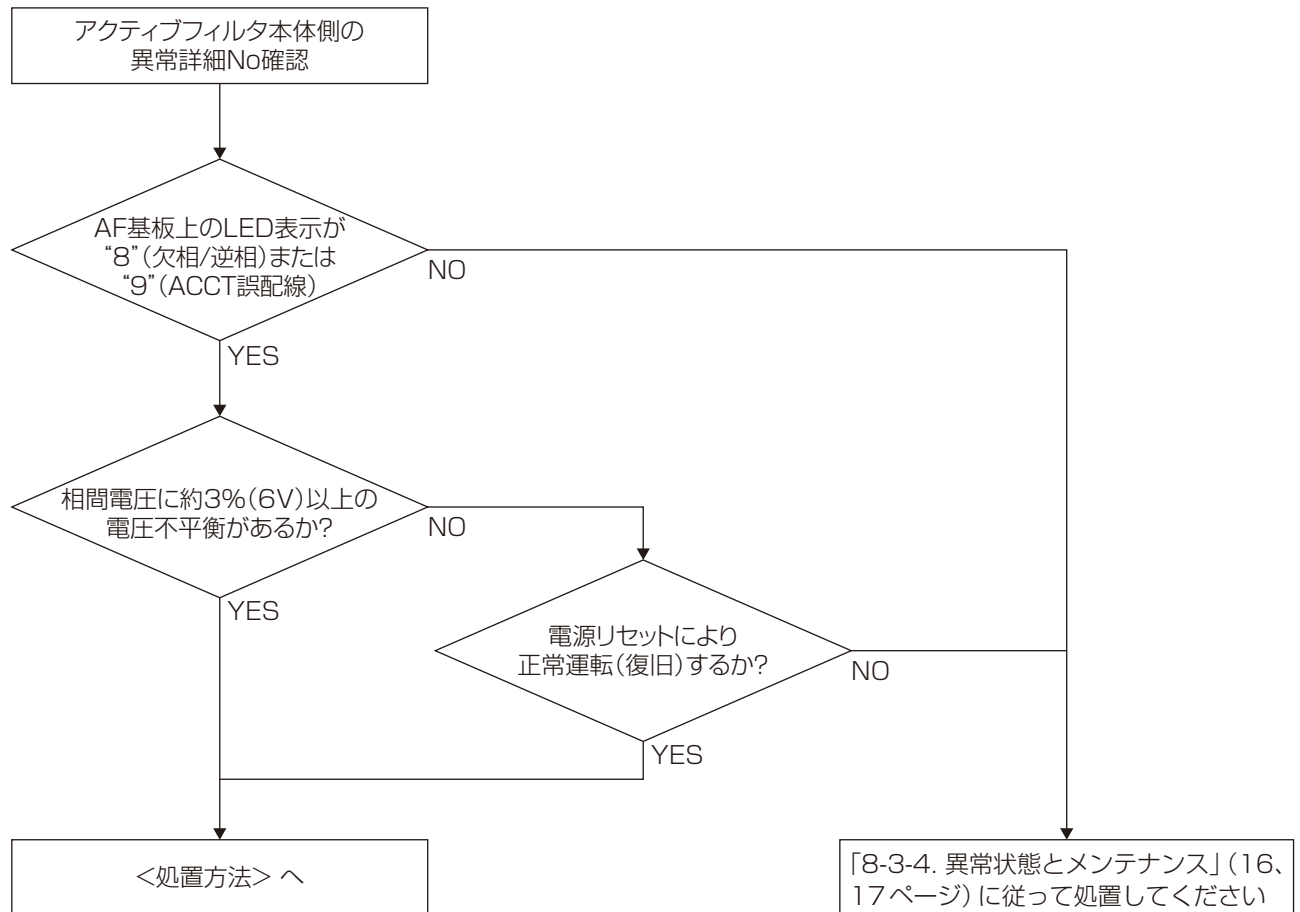 アクティブフィルタ本体側の
異常詳細No確認
AF基板上のLED表示が
“8”(欠相/逆相)または
“9”(ACCT誤配線)
NO
YES
相間電圧に約3%(6V)以上の
電圧不平衡があるか?
NO
YES
電源リセットにより
正常運転(復旧)するか?
NO
YES
<処置方法> へ
「8-3-4. 異常状態とメンテナンス」(16、
17ページ)に従って処置してください